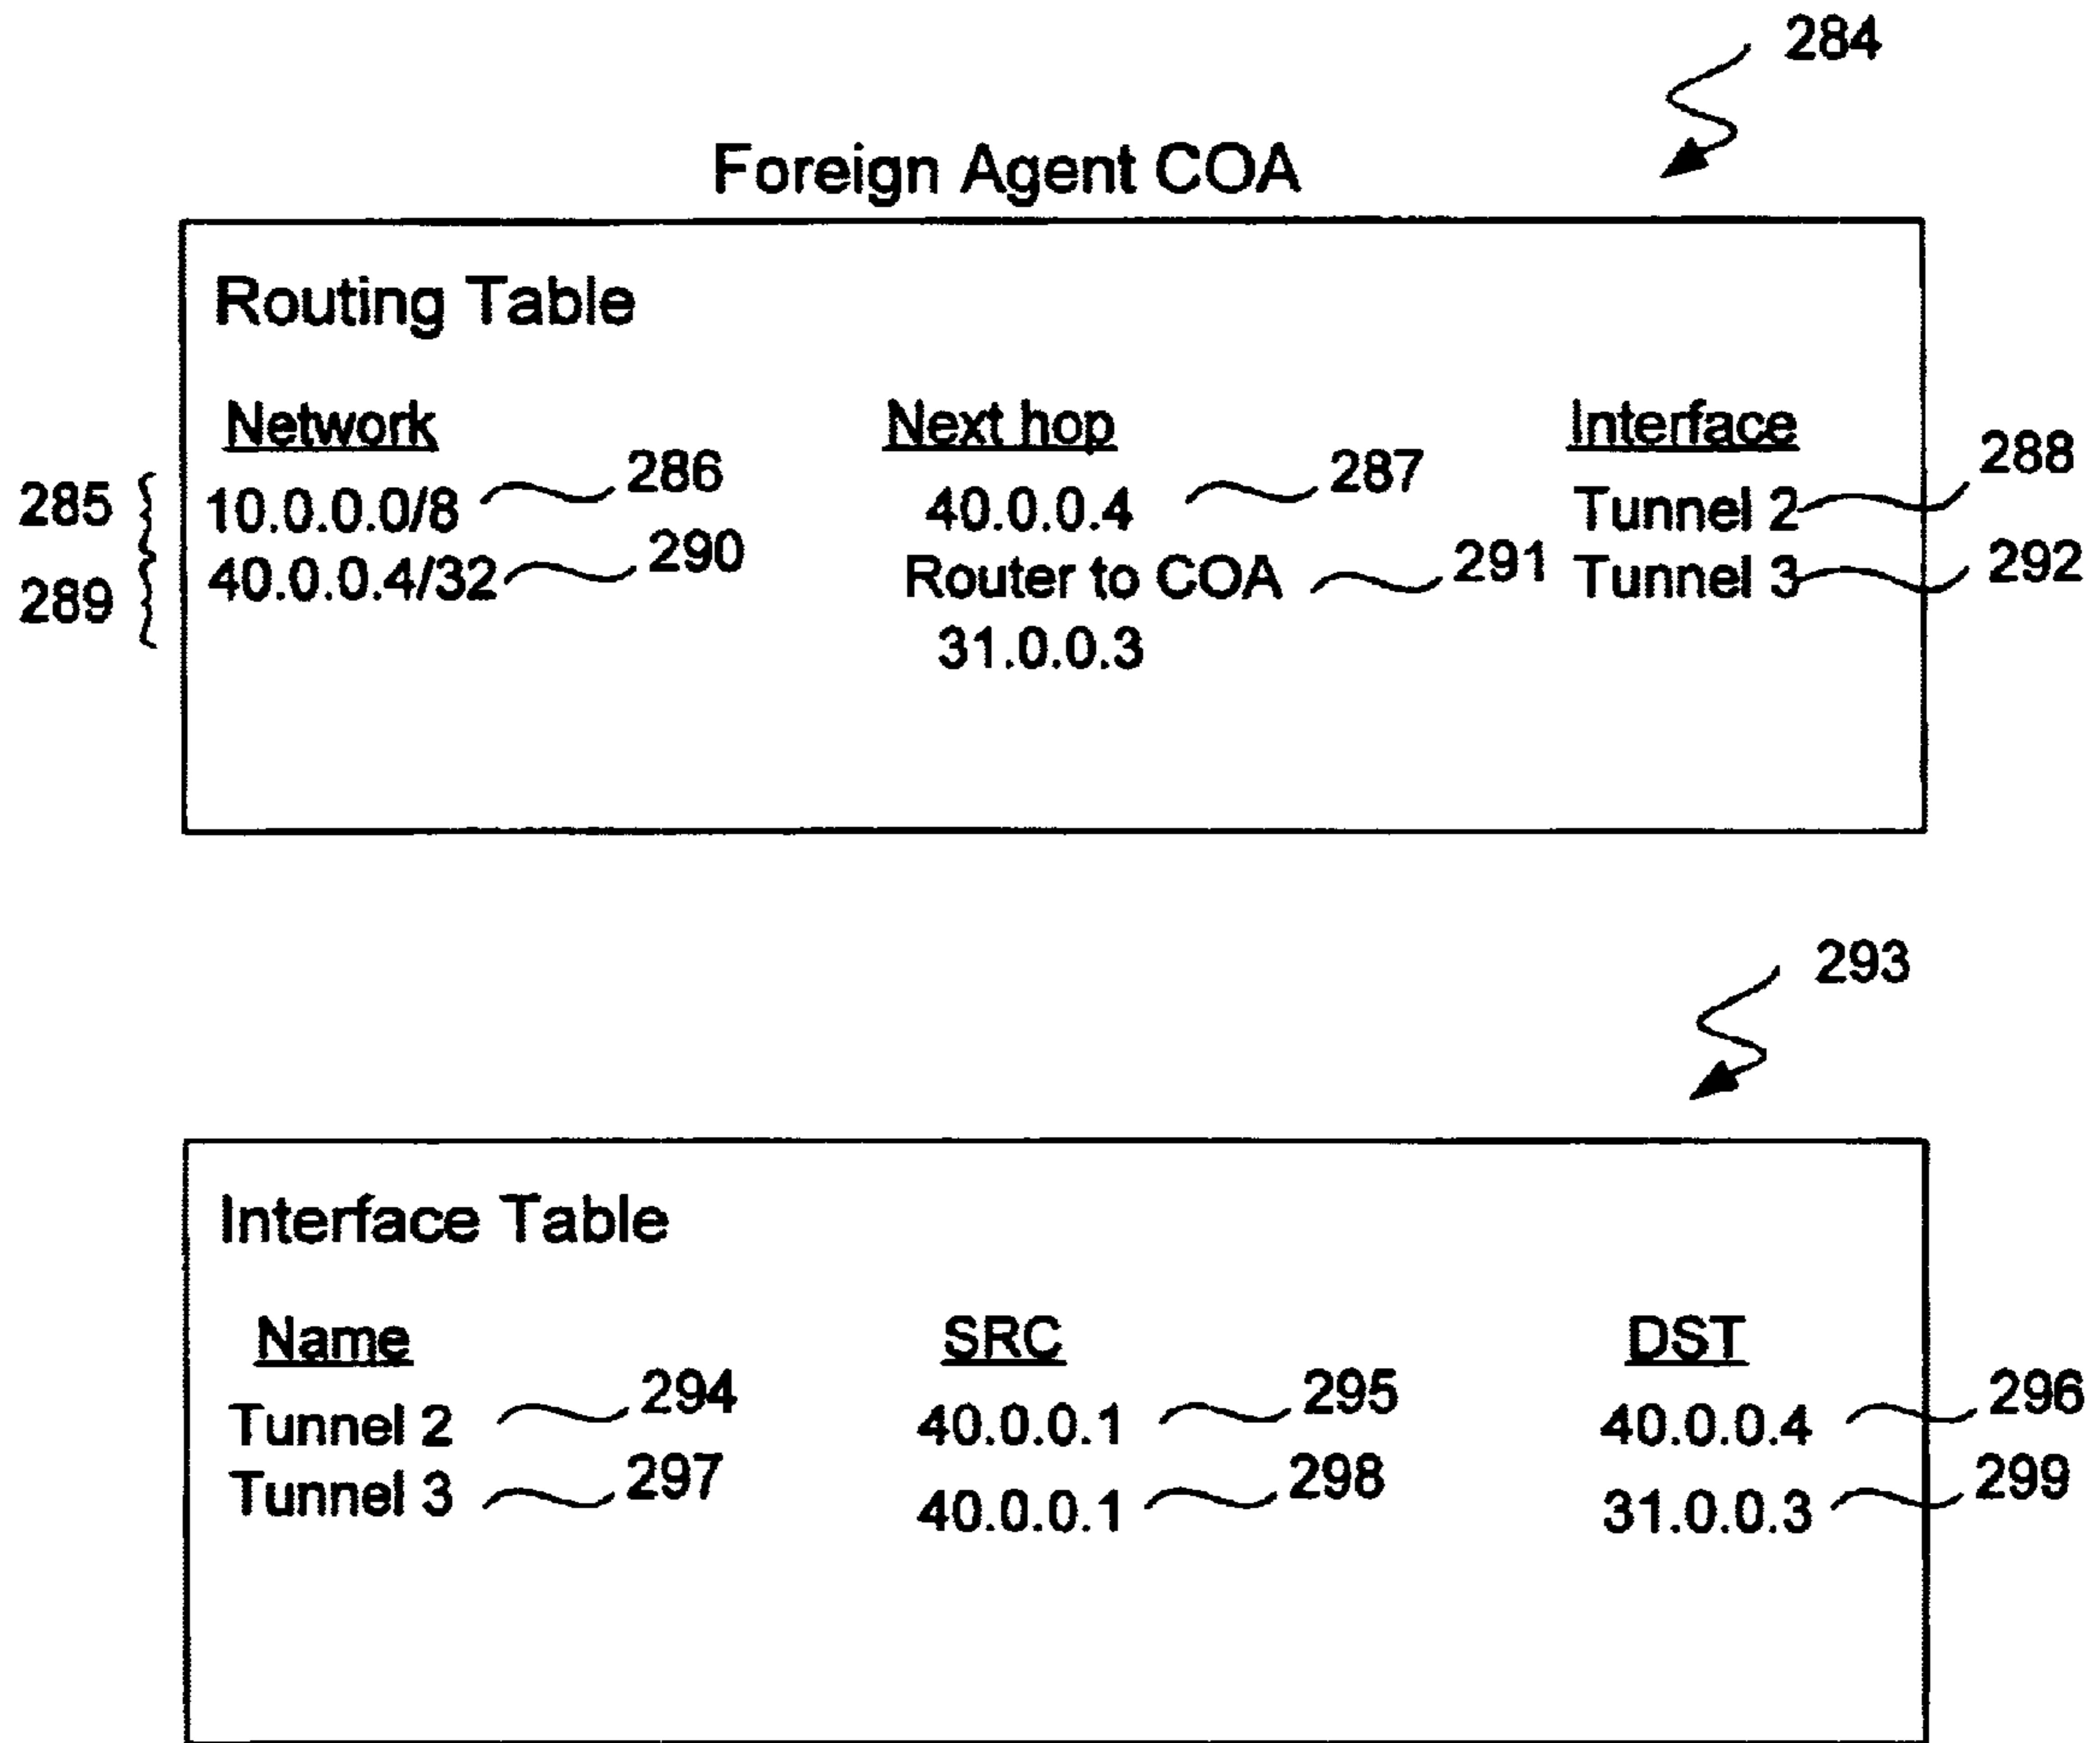 284
Foreign Agent COA
Routing Table
Network Next hop Interface
285 10.0.0.0/8 286 40.0.0.4 287 Tunnel 2 288
289 40.0.0.4/32 290 Router to COA 291 Tunnel 3 292
31.0.0.3
293
Interface Table
Name SRC DST
Tunnel 2 294 40.0.0.1 295 40.0.0.4 296
Tunnel 3 297 40.0.0.1 298 31.0.0.3 299